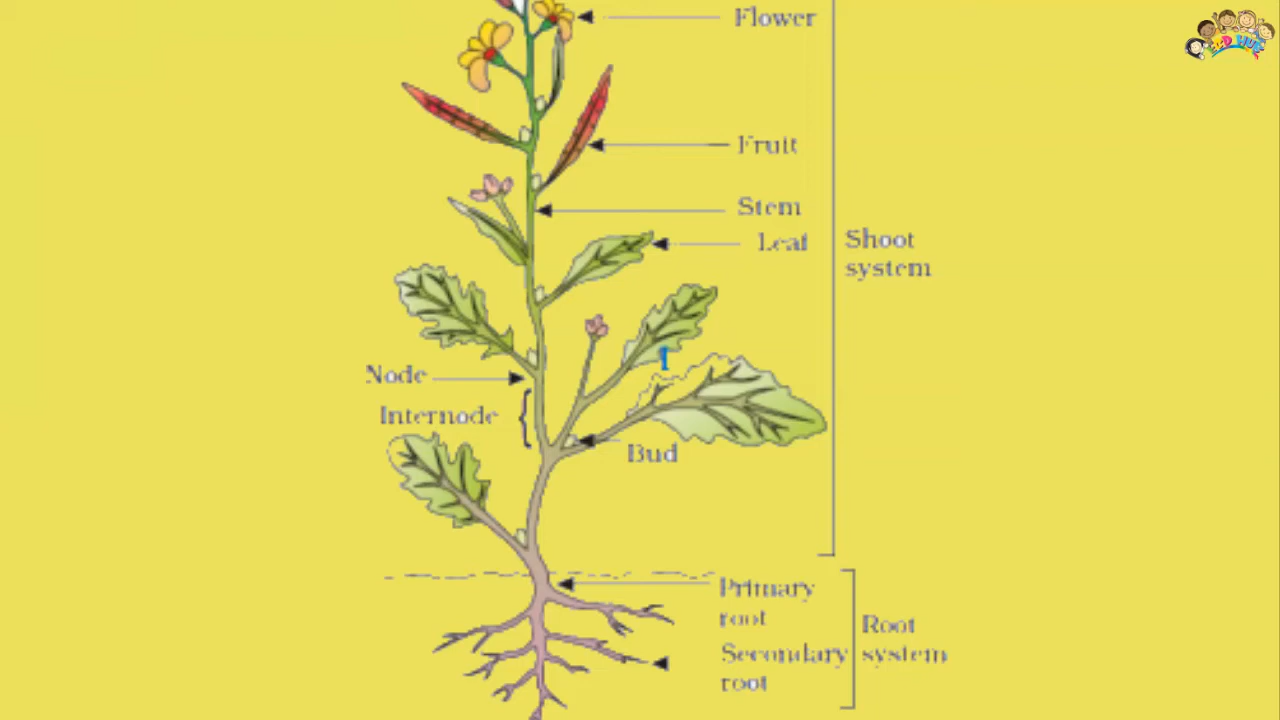 Flower
Fruit
Stem
Leaf
Shoot
system
Node
Internode
Bud
Primary
root
Root
system
Secondary
root